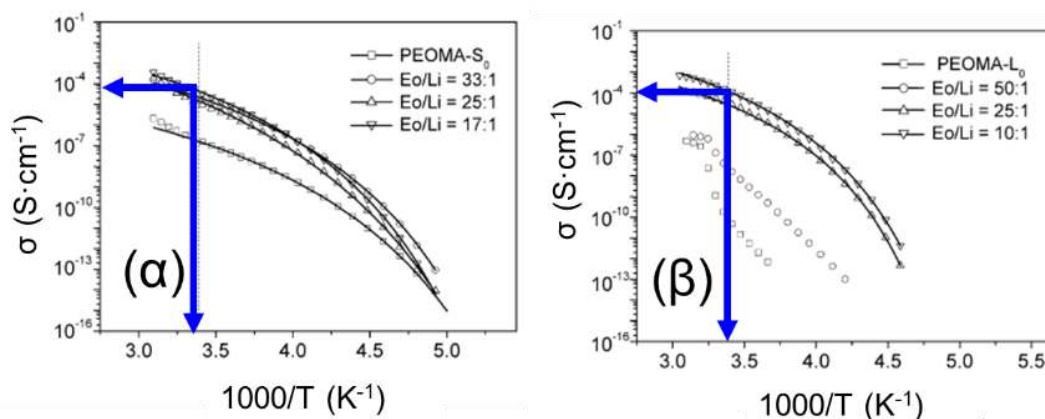 σ (S·cm⁻¹)
10⁻¹
10⁻⁴
10⁻⁷
10⁻¹⁰
10⁻¹³
10⁻¹⁶
PEOMA-S₀
Eo/Li = 33:1
Eo/Li = 25:1
Eo/Li = 17:1
(α)
3.0 3.5 4.0 4.5 5.0
1000/T (K⁻¹)
σ (S·cm⁻¹)
10⁻¹
10⁻⁴
10⁻⁷
10⁻¹⁰
10⁻¹³
10⁻¹⁶
PEOMA-L₀
Eo/Li = 50:1
Eo/Li = 25:1
Eo/Li = 10:1
(β)
3.0 3.5 4.0 4.5 5.0 5.5
1000/T (K⁻¹)